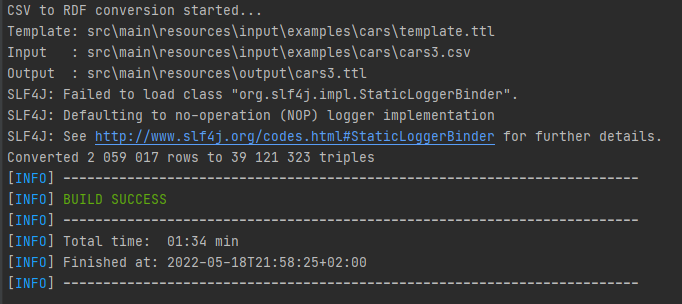 CSV to RDF conversion started...
Template: src\main\resources\input\examples\cars\template.ttl
Input   : src\main\resources\input\examples\cars\cars3.csv
Output  : src\main\resources\output\cars3.ttl
SLF4J: Failed to load class "org.slf4j.impl.StaticLoggerBinder".
SLF4J: Defaulting to no-operation (NOP) logger implementation
SLF4J: See http://www.slf4j.org/codes.html#StaticLoggerBinder for further details.
Converted 2 059 017 rows to 39 121 323 triples
[INFO] ------------------------------------------------------------------------
[INFO] BUILD SUCCESS
[INFO] ------------------------------------------------------------------------
[INFO] Total time:  01:34 min
[INFO] Finished at: 2022-05-18T21:58:25+02:00
[INFO] ------------------------------------------------------------------------